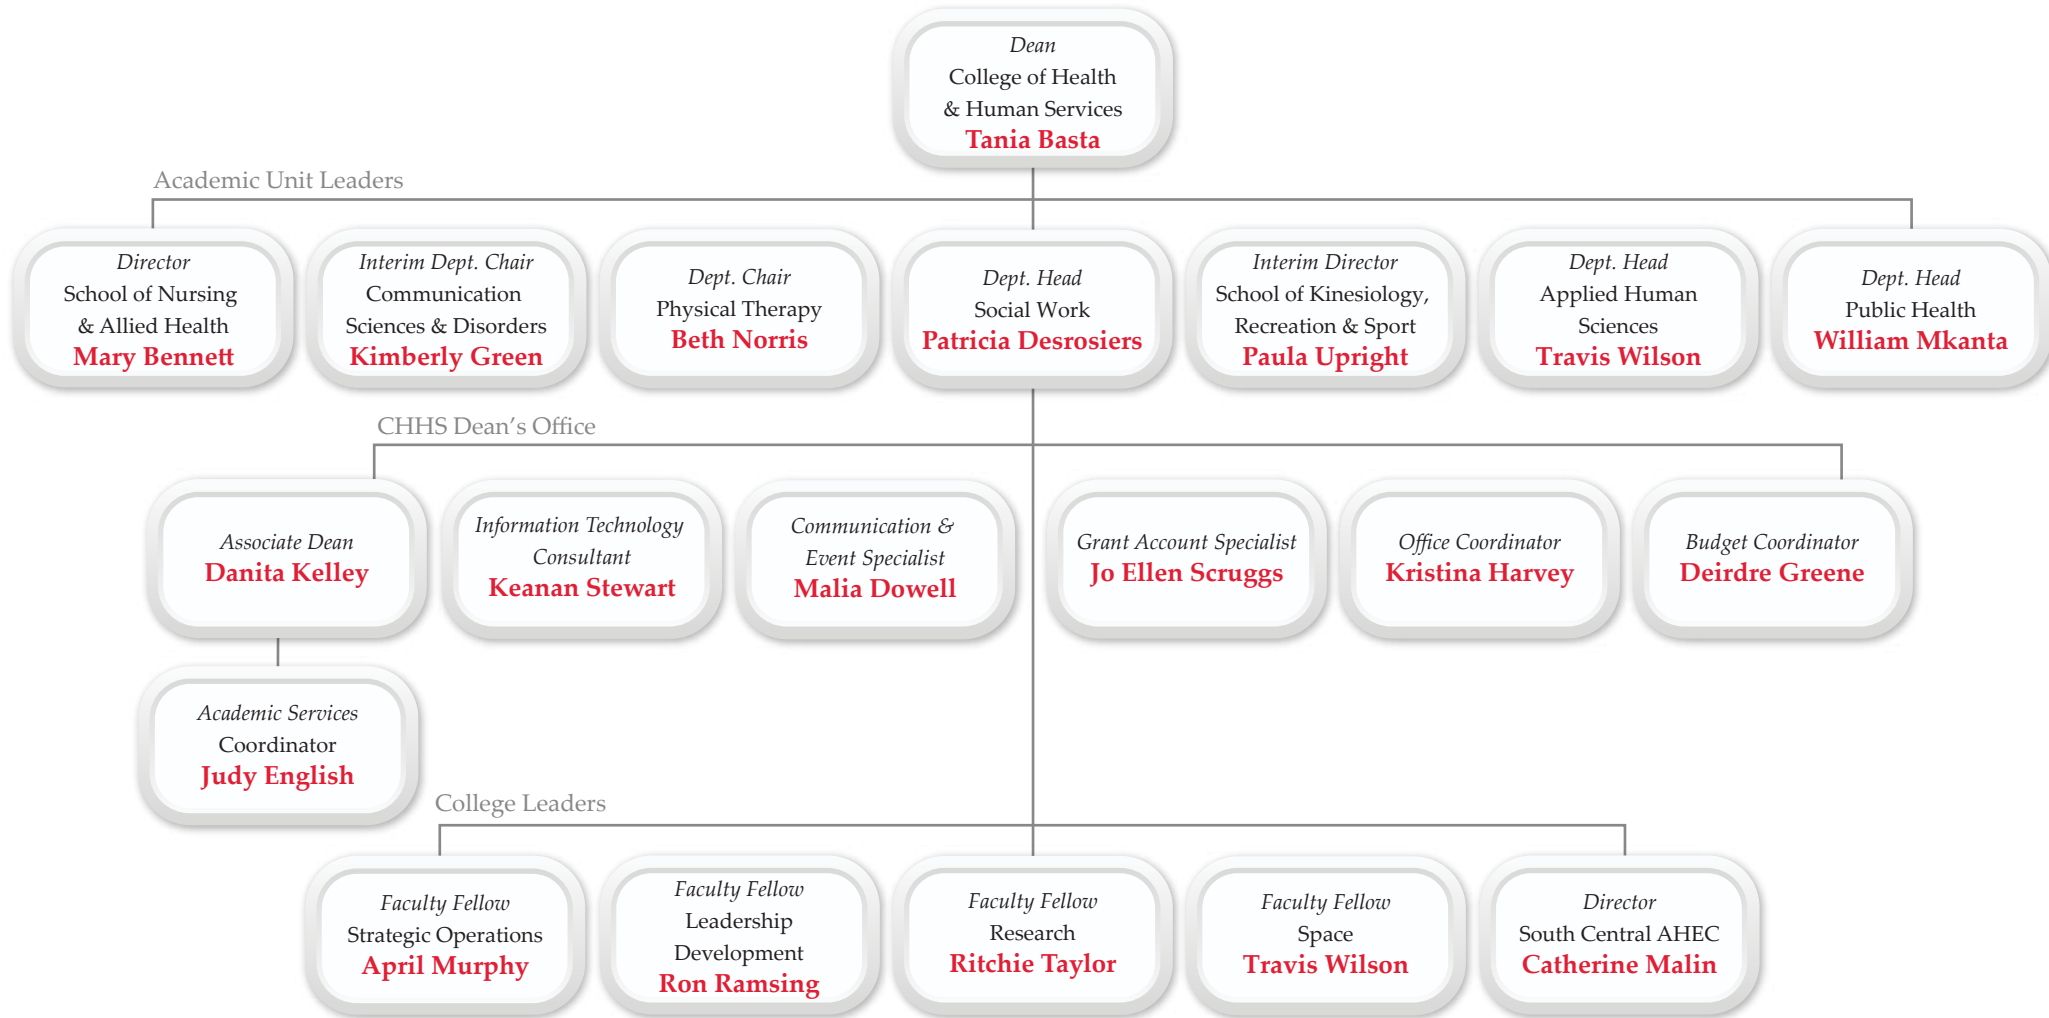 Dean
College of Health
& Human Services
Tania Basta
Academic Unit Leaders
Director
School of Nursing
& Allied Health
Mary Bennett
Interim Dept. Chair
Communication
Sciences & Disorders
Kimberly Green
Dept. Chair
Physical Therapy
Beth Norris
Dept. Head
Social Work
Patricia Desrosiers
Interim Director
School of Kinesiology,
Recreation & Sport
Paula Upright
Dept. Head
Applied Human
Sciences
Travis Wilson
Dept. Head
Public Health
William Mkanta
CHHS Dean’s Office
Associate Dean
Danita Kelley
Information Technology
Consultant
Keanan Stewart
Communication &
Event Specialist
Malia Dowell
Grant Account Specialist
Jo Ellen Scruggs
Office Coordinator
Kristina Harvey
Budget Coordinator
Deirdre Greene
Academic Services
Coordinator
Judy English
College Leaders
Faculty Fellow
Strategic Operations
April Murphy
Faculty Fellow
Leadership
Development
Ron Ramsing
Faculty Fellow
Research
Ritchie Taylor
Faculty Fellow
Space
Travis Wilson
Director
South Central AHEC
Catherine Malin